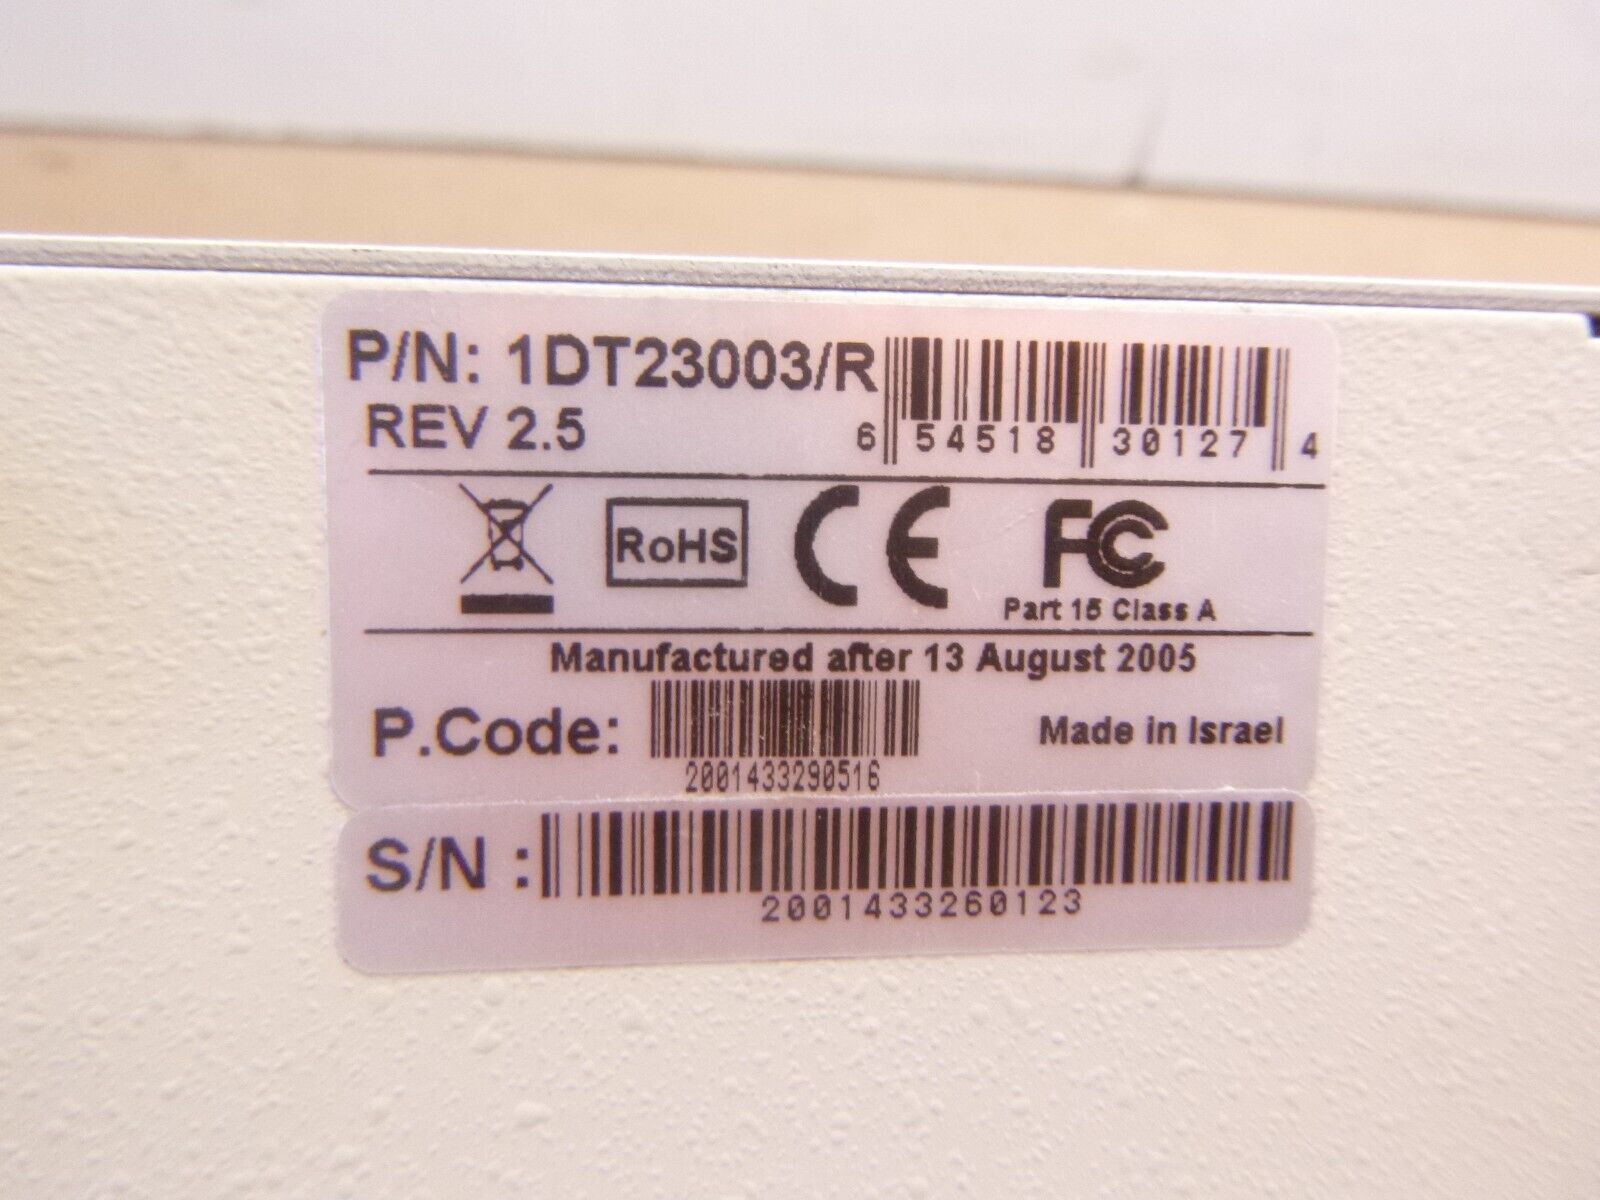 P/N: 1DT23003/R
REV 2.5
6 54518 30127 4
RoHS CE FC
Part 15 Class A
Manufactured after 13 August 2005
P.Code:
2001433290516
Made in Israel
S/N :
2001433260123